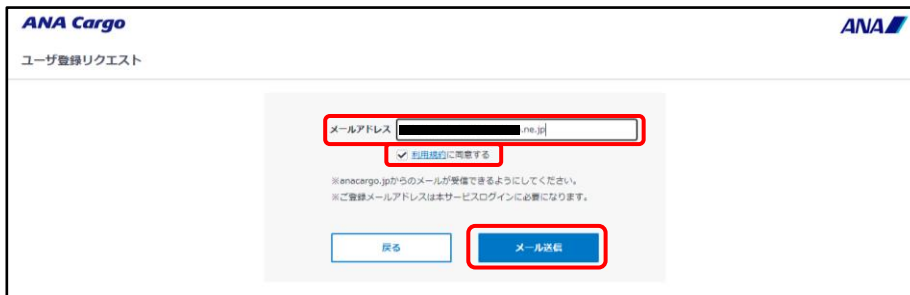 ANA Cargo
ANA
ユーザ登録リクエスト
メールアドレス .ne.jp
利用規約に同意する
※anacargo.jpからのメールが受信できるようにしてください。
※ご登録メールアドレスは本サービスログインに必要になります。
戻る
メール送信